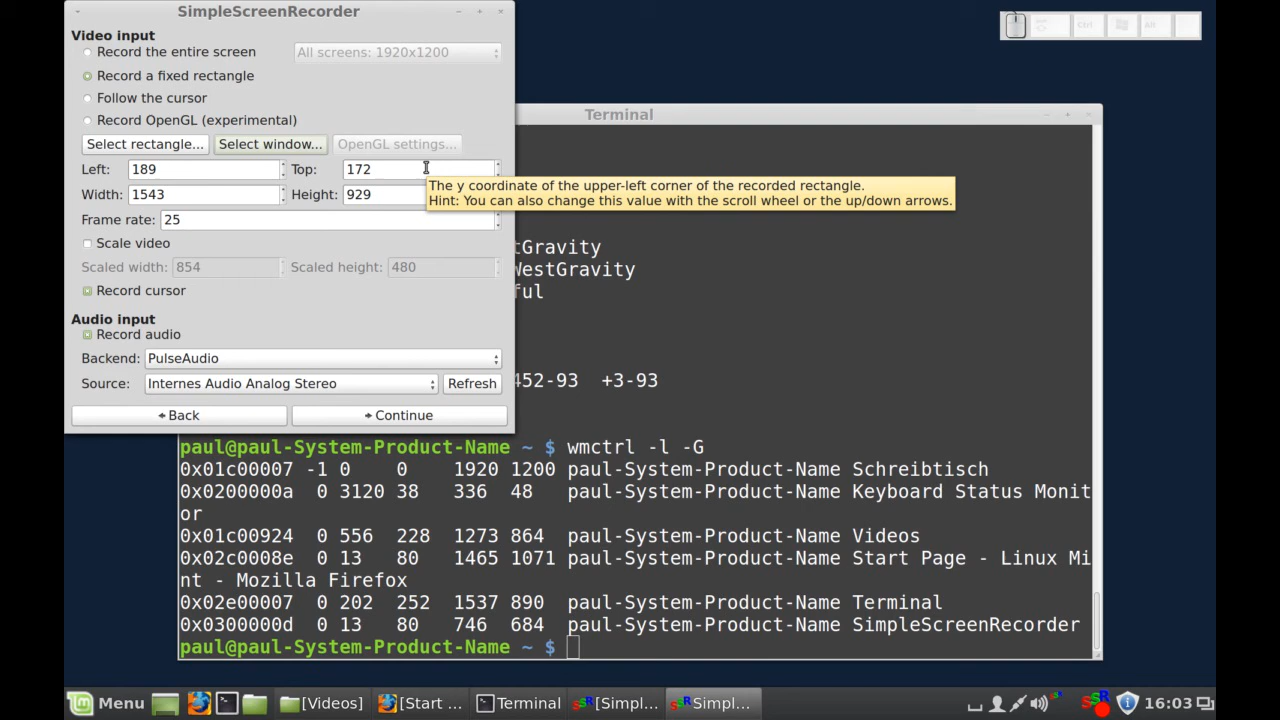 SimpleScreenRecorder
Video input
Record the entire screen
All screens: 1920x1200
Record a fixed rectangle
Follow the cursor
Record OpenGL (experimental)
Select rectangle... Select window... OpenGL settings...
Left: 189 Top: 172
Width: 1543 Height: 929
The y coordinate of the upper-left corner of the recorded rectangle.
Hint: You can also change this value with the scroll wheel or the up/down arrows.
Frame rate: 25
Scale video
Scaled width: 854 Scaled height: 480
Record cursor
Audio input
Record audio
Backend: PulseAudio
Source: Internes Audio Analog Stereo Refresh
Back Continue
Ctrl Alt
Terminal
tGravity
WestGravity
ful
452-93 +3-93
paul@paul-System-Product-Name ~ $ wmctrl -l -G
0x01c00007 -1 0 0 1920 1200 paul-System-Product-Name Schreibtisch
0x0200000a 0 3120 38 336 48 paul-System-Product-Name Keyboard Status Monit
or
0x01c00924 0 556 228 1273 864 paul-System-Product-Name Videos
0x02c0008e 0 13 80 1465 1071 paul-System-Product-Name Start Page - Linux Mi
nt - Mozilla Firefox
0x02e00007 0 202 252 1537 890 paul-System-Product-Name Terminal
0x0300000d 0 13 80 746 684 paul-System-Product-Name SimpleScreenRecorder
paul@paul-System-Product-Name ~ $
Menu [Videos] [Start ... Terminal [Simpl... Simpl... 16:03